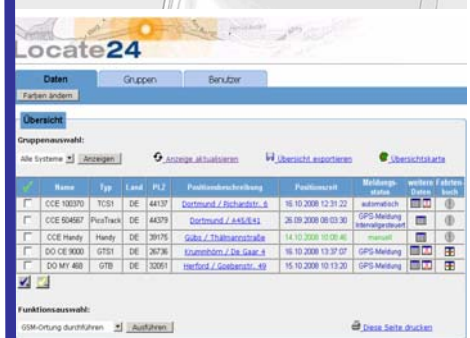 Locate24
Daten Gruppen Benutzer
Farben ändern
Übersicht
Gruppenauswahl:
Alle Systeme Anzeigen Anzeige aktualisieren Übersicht exportieren Übersichtskarte
Name Typ Land PLZ Positionsbeschreibung Positionszeit Meldungs-status weitere Daten Fahrten-buch
CCE 100370 TCS1 DE 44137 Dortmund / Richardstr. 6 16.10.2008 12:31:22 automatisch
CCE 504567 PicoTrack DE 44379 Dortmund / A45/E41 26.09.2008 08:03:30 GPS-Meldung Intervallgesteuert
CCE Handy Handy DE 39175 Gübs / Thälmannstraße 14.10.2008 10:08:46 manuell
DO CE 9000 GTS1 DE 26736 Krummhörn / De Gaar 4 16.10.2008 13:37:07 GPS-Meldung
DO MY 468 GTB DE 32051 Herford / Goebenstr. 49 15.10.2008 10:13:20 GPS-Meldung
Funktionsauswahl:
GSM-Ortung durchführen Ausführen Diese Seite drucken